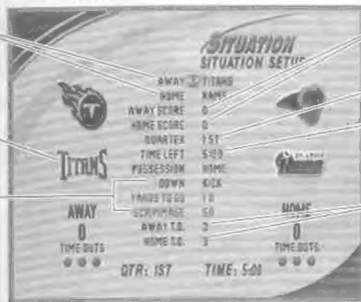 SITUATION
SITUATION SETUP
AWAY TITANS
HOME RAMS
AWAY SCORE 0
HOME SCORE 0
QUARTER 1ST
TIME LEFT 5:00
POSSESSION HOME
DOWN KICK
YARDS TO GO 10
SCRIMMAGE 50
AWAY T.O. 3
HOME T.O. 3
TITANS
AWAY
0
TIME OUTS
HOME
0
TIME OUTS
QTR: 1ST TIME: 5:00